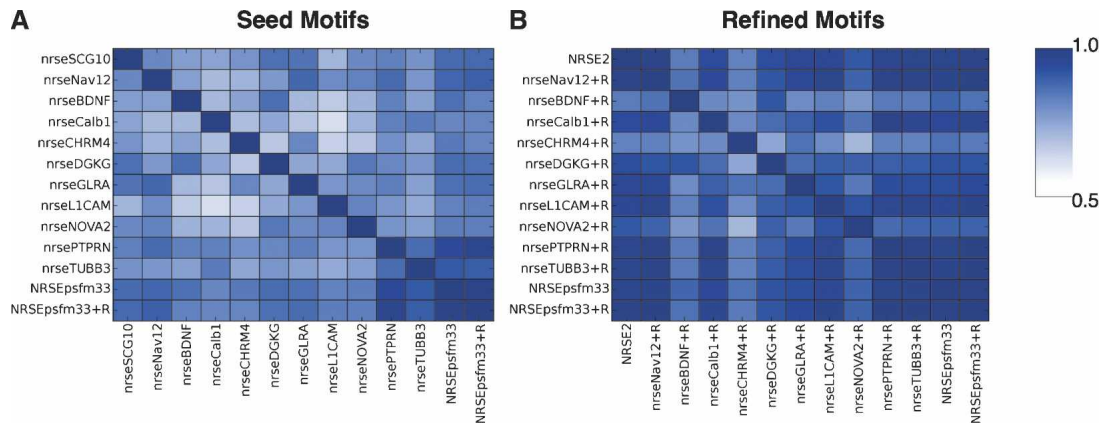 A Seed Motifs
nrseSCG10
nrseNav12
nrseBDNF
nrseCalb1
nrseCHRM4
nrseDGKG
nrseGLRA
nrseL1CAM
nrseNOVA2
nrsePTPRN
nrseTUBB3
NRSEpsfm33
NRSEpsfm33+R
nrseSCG10
nrseNav12
nrseBDNF
nrseCalb1
nrseCHRM4
nrseDGKG
nrseGLRA
nrseL1CAM
nrseNOVA2
nrsePTPRN
nrseTUBB3
NRSEpsfm33
NRSEpsfm33+R
B Refined Motifs
NRSE2
nrseNav12+R
nrseBDNF+R
nrseCalb1+R
nrseCHRM4+R
nrseDGKG+R
nrseGLRA+R
nrseL1CAM+R
nrseNOVA2+R
nrsePTPRN+R
nrseTUBB3+R
NRSEpsfm33
NRSEpsfm33+R
NRSE2
nrseNav12+R
nrseBDNF+R
nrseCalb1+R
nrseCHRM4+R
nrseDGKG+R
nrseGLRA+R
nrseL1CAM+R
nrseNOVA2+R
nrsePTPRN+R
nrseTUBB3+R
NRSEpsfm33
NRSEpsfm33+R
1.0
0.5